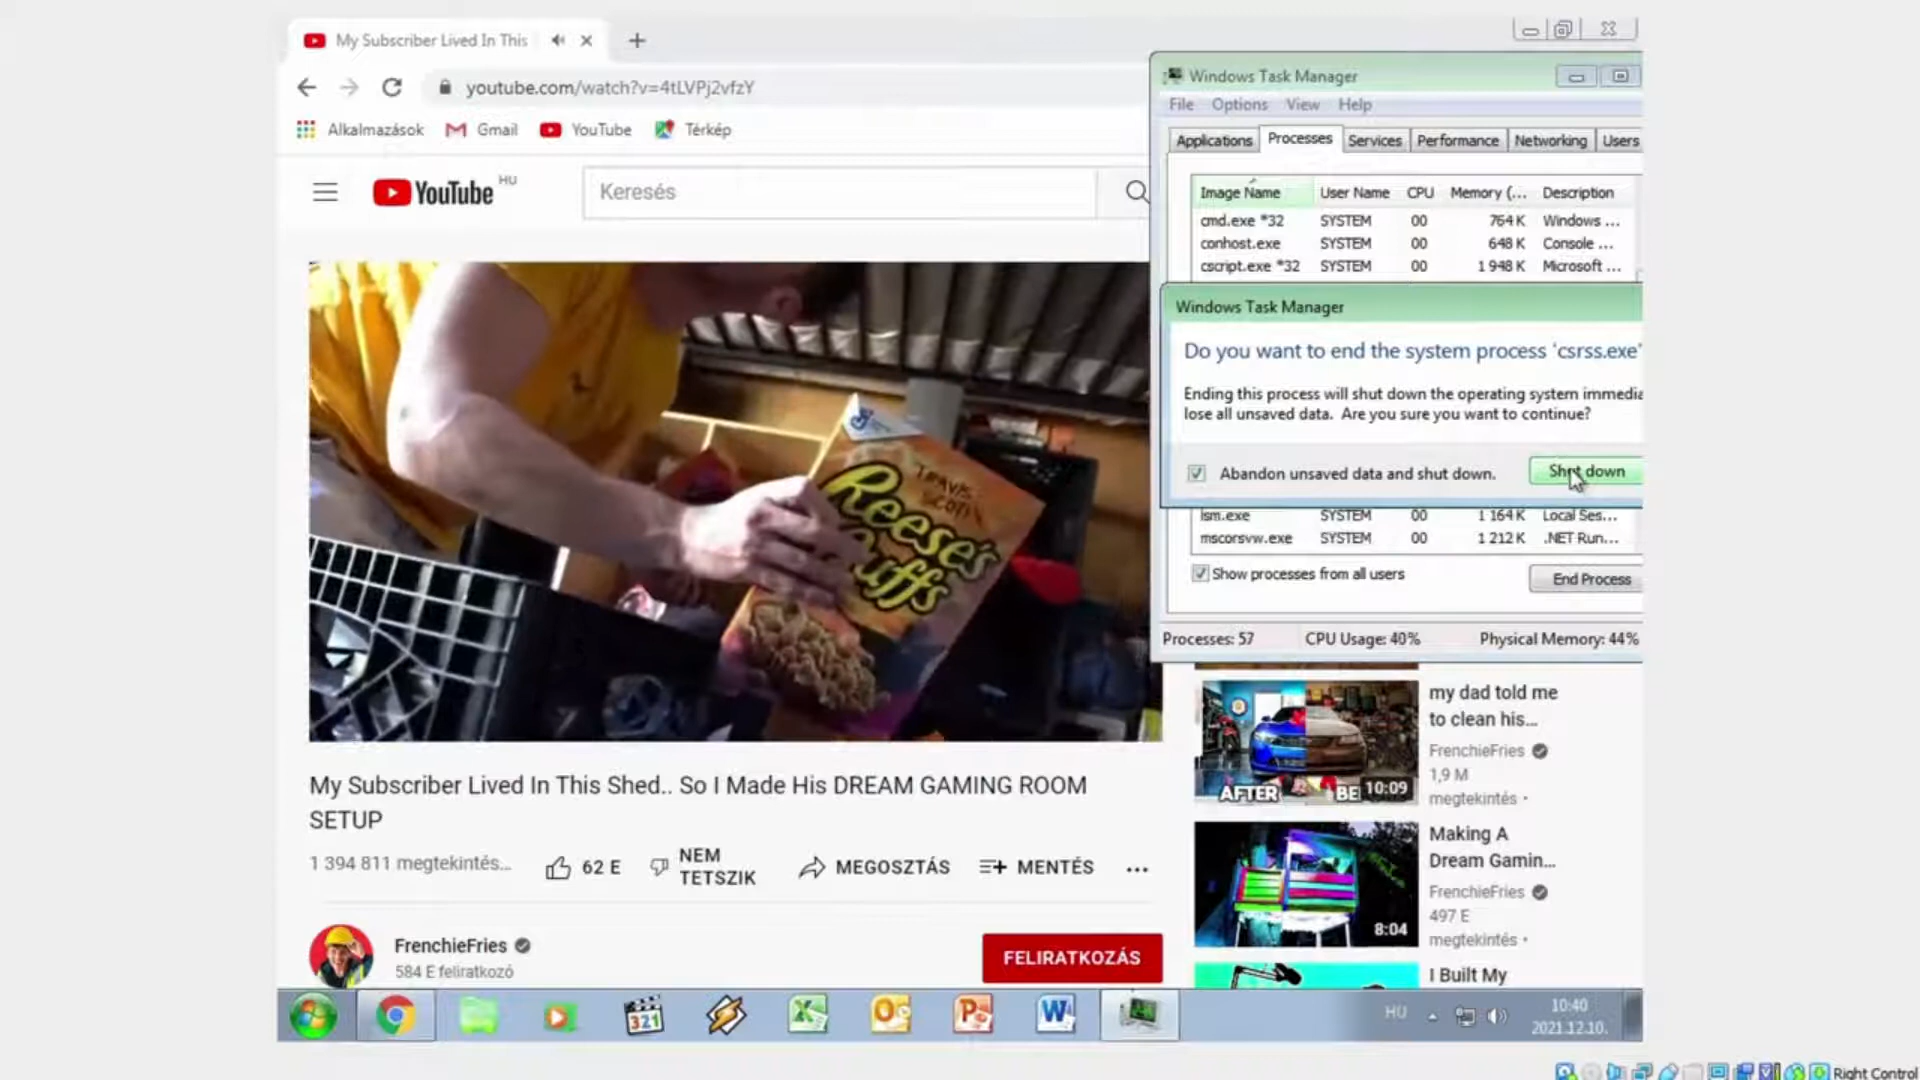 My Subscriber Lived In This
youtube.com/watch?v=4tLVPj2vfzY
Alkalmazások
Gmail
YouTube
Térkép
YouTube HU
Keresés
TRAVIS
SCOTT
Reese's
Puffs
My Subscriber Lived In This Shed.. So I Made His DREAM GAMING ROOM
SETUP
1 394 811 megtekintés...
62 E
NEM
TETSZIK
MEGOSZTÁS
MENTÉS
FrenchieFries
584 E feliratkozó
FELIRATKOZÁS
Windows Task Manager
File Options View Help
Applications Processes Services Performance Networking Users
Image Name User Name CPU Memory (... Description
cmd.exe *32 SYSTEM 00 764 K Windows ...
conhost.exe SYSTEM 00 648 K Console ...
cscript.exe *32 SYSTEM 00 1 948 K Microsoft ...
Windows Task Manager
Do you want to end the system process 'csrss.exe'
Ending this process will shut down the operating system immedia
lose all unsaved data. Are you sure you want to continue?
Abandon unsaved data and shut down.
Shut down
lsm.exe SYSTEM 00 1 164 K Local Ses...
mscorsvw.exe SYSTEM 00 1 212 K .NET Run...
Show processes from all users
End Process
Processes: 57 CPU Usage: 40% Physical Memory: 44%
AFTER
BE
10:09
my dad told me
to clean his...
FrenchieFries
1,9 M
megtekintés •
8:04
Making A
Dream Gamin...
FrenchieFries
497 E
megtekintés •
I Built My
321
HU
10:40
2021.12.10.
Right Control